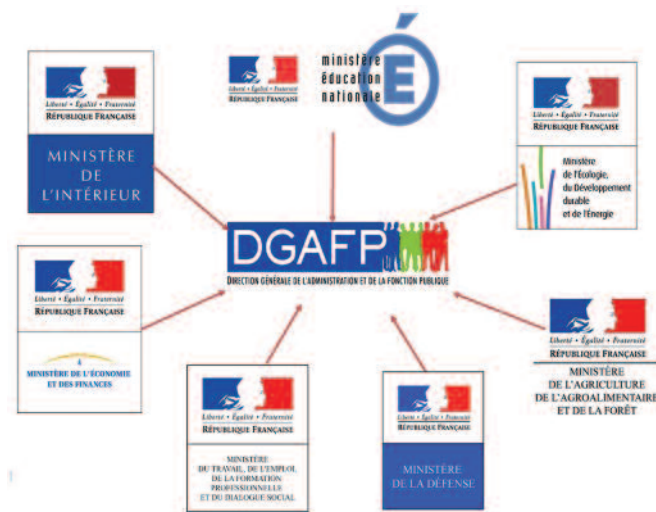 Liberté • Égalité • Fraternité
RÉPUBLIQUE FRANÇAISE
MINISTÈRE
DE
L'INTÉRIEUR
Liberté • Égalité • Fraternité
RÉPUBLIQUE FRANÇAISE
ministère
éducation
nationale
É
Liberté • Égalité • Fraternité
RÉPUBLIQUE FRANÇAISE
Ministère
de l'Écologie,
du Développement
durable
et de l'Énergie
DGAFP
DIRECTION GÉNÉRALE DE L'ADMINISTRATION ET DE LA FONCTION PUBLIQUE
Liberté • Égalité • Fraternité
RÉPUBLIQUE FRANÇAISE
MINISTÈRE DE L'ÉCONOMIE
ET DES FINANCES
Liberté • Égalité • Fraternité
RÉPUBLIQUE FRANÇAISE
MINISTÈRE
DU TRAVAIL, DE L'EMPLOI
DE LA FORMATION
PROFESSIONNELLE
ET DU DIALOGUE SOCIAL
Liberté • Égalité • Fraternité
RÉPUBLIQUE FRANÇAISE
MINISTÈRE
DE LA DÉFENSE
Liberté • Égalité • Fraternité
RÉPUBLIQUE FRANÇAISE
MINISTÈRE
DE L'AGRICULTURE
DE L'AGROALIMENTAIRE
ET DE LA FORÊT